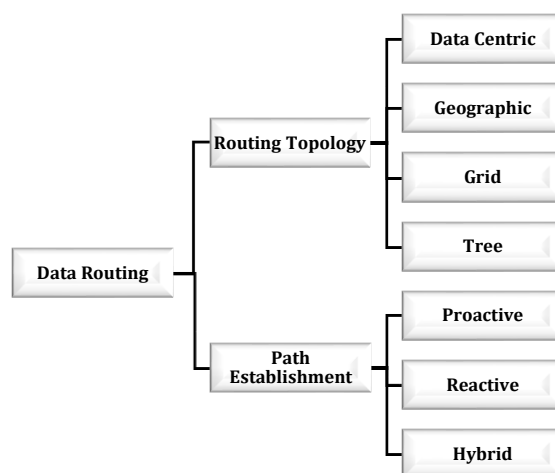 Data Centric
Geographic
Routing Topology
Grid
Tree
Data Routing
Proactive
Path
Establishment
Reactive
Hybrid